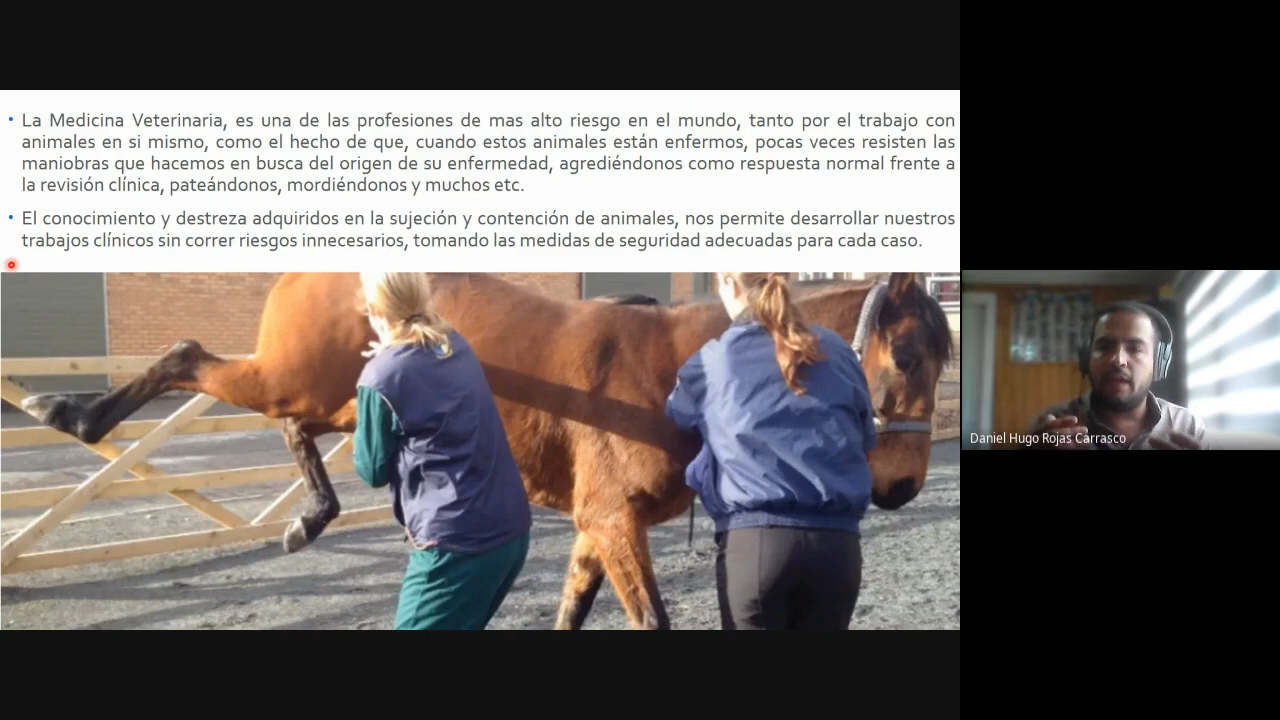 • La Medicina Veterinaria, es una de las profesiones de mas alto riesgo en el mundo, tanto por el trabajo con
animales en si mismo, como el hecho de que, cuando estos animales están enfermos, pocas veces resisten las
maniobras que hacemos en busca del origen de su enfermedad, agrediéndonos como respuesta normal frente a
la revisión clínica, pateándonos, mordiéndonos y muchos etc.
• El conocimiento y destreza adquiridos en la sujeción y contención de animales, nos permite desarrollar nuestros
trabajos clínicos sin correr riesgos innecesarios, tomando las medidas de seguridad adecuadas para cada caso.
Daniel Hugo Rojas Carrasco